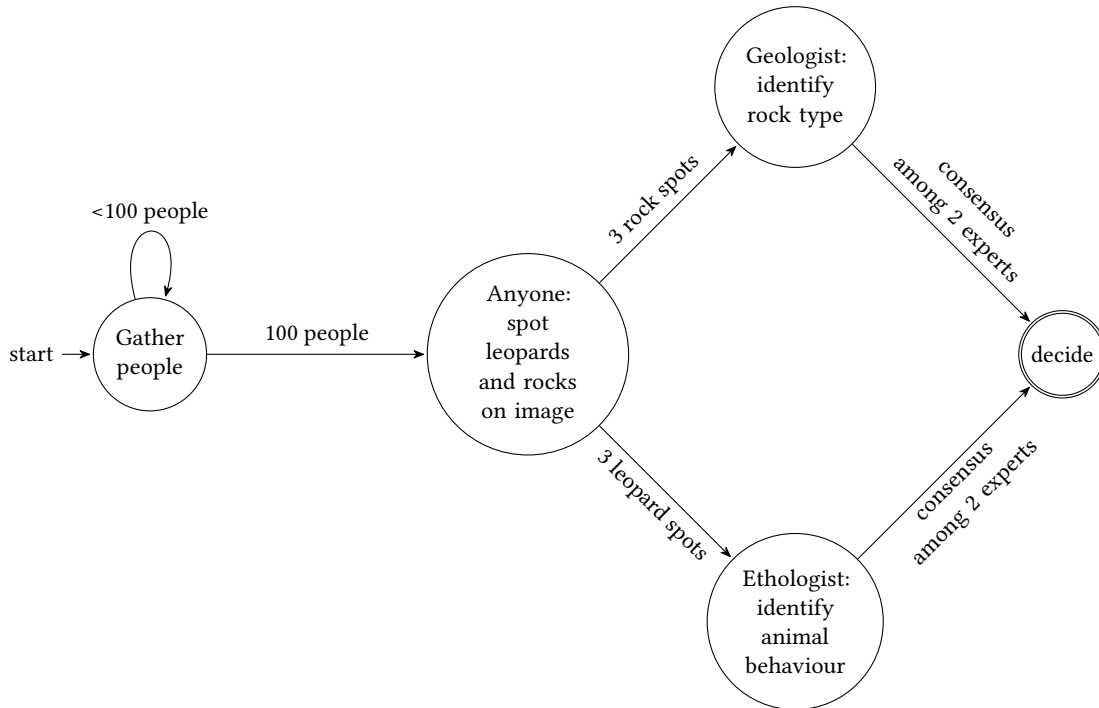 start
Gather
people
<100 people
100 people
Anyone:
spot
leopards
and rocks
on image
3 rock spots
3 leopard spots
Geologist:
identify
rock type
Ethologist:
identify
animal
behaviour
consensus
among 2 experts
consensus
among 2 experts
decide